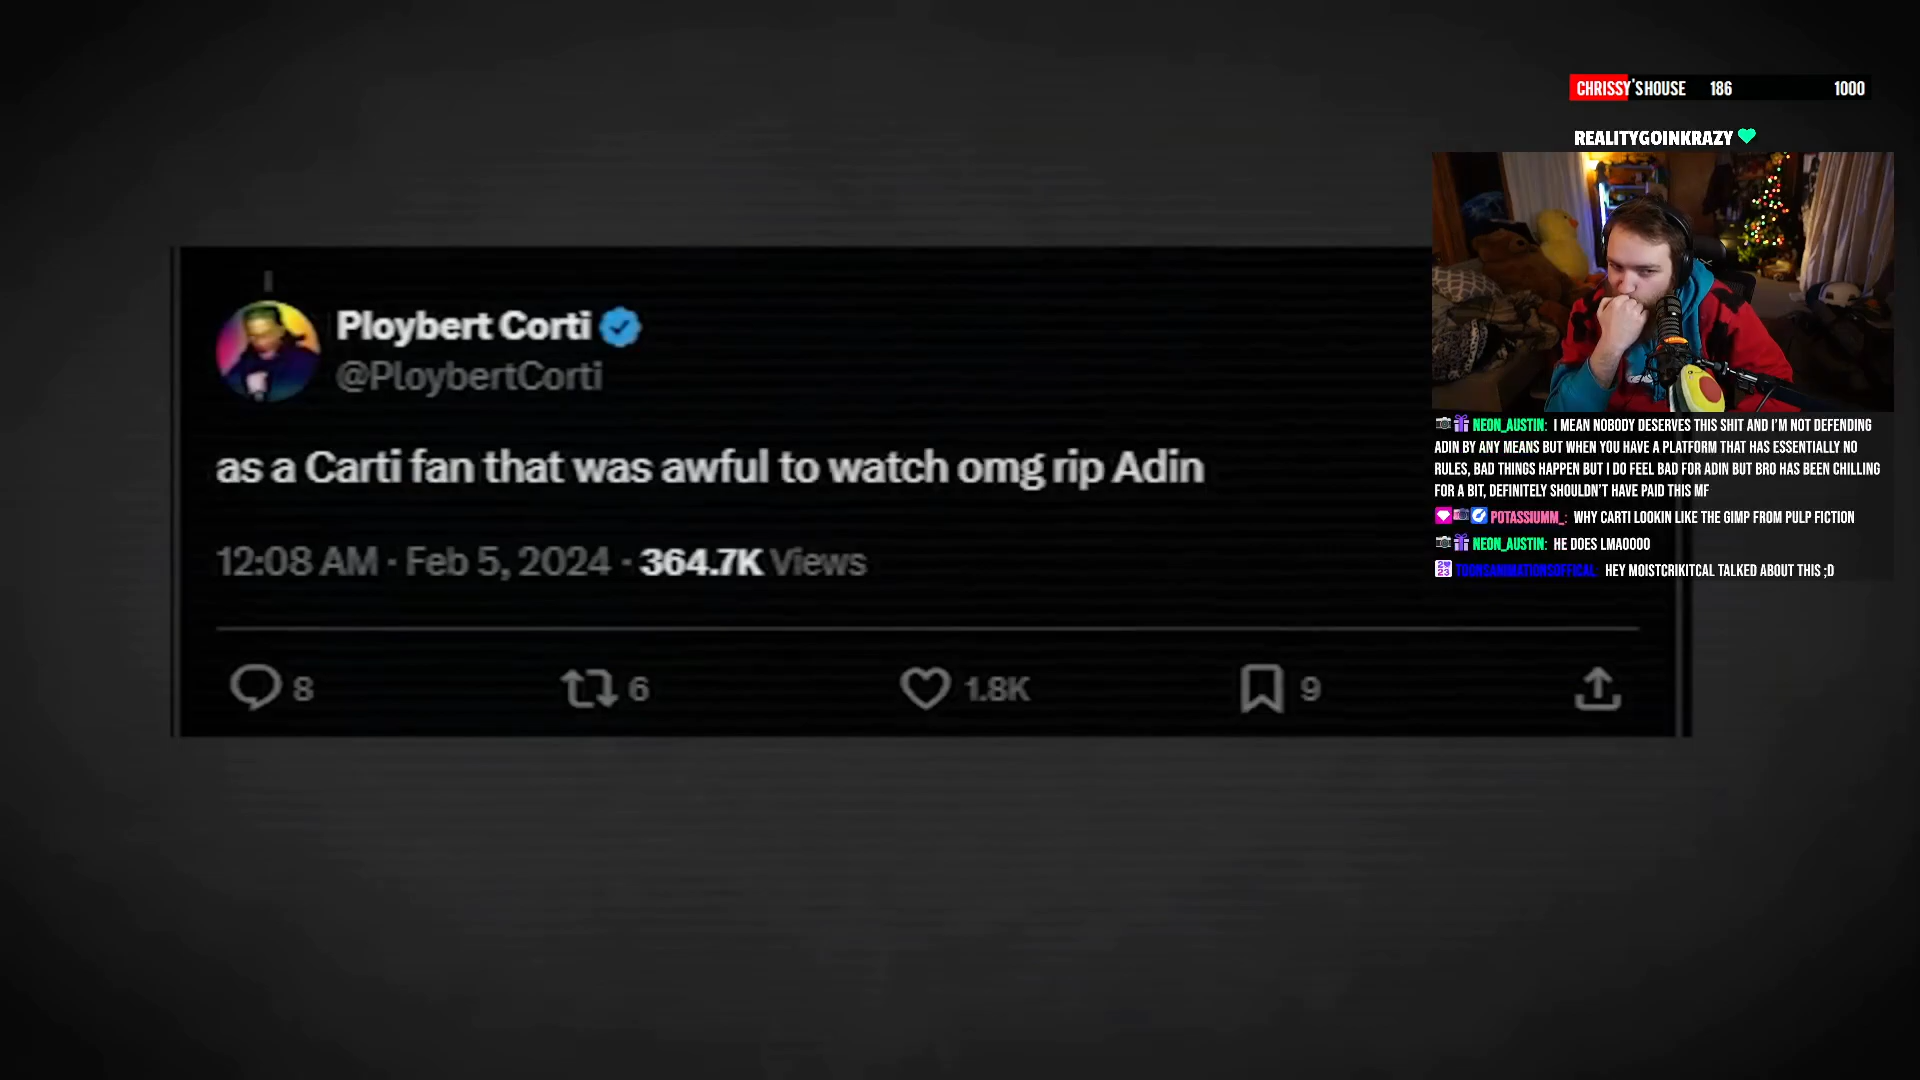 CHRISSY'SHOUSE 186 1000
REALITYGOINKRAZY
Ploybert Corti
@PloybertCorti
as a Carti fan that was awful to watch omg rip Adin
12:08 AM · Feb 5, 2024 · 364.7K Views
8 6 1.8K 9
NEON_AUSTIN: I MEAN NOBODY DESERVES THIS SHIT AND I'M NOT DEFENDING
ADIN BY ANY MEANS BUT WHEN YOU HAVE A PLATFORM THAT HAS ESSENTIALLY NO
RULES, BAD THINGS HAPPEN BUT I DO FEEL BAD FOR ADIN BUT BRO HAS BEEN CHILLING
FOR A BIT, DEFINITELY SHOULDN'T HAVE PAID THIS MF
POTASSIUMM_: WHY CARTI LOOKIN LIKE THE GIMP FROM PULP FICTION
NEON_AUSTIN: HE DOES LMAOOOO
TOONSANIMATIONSOFFICAL: HEY MOISTCRIKITCAL TALKED ABOUT THIS ;D